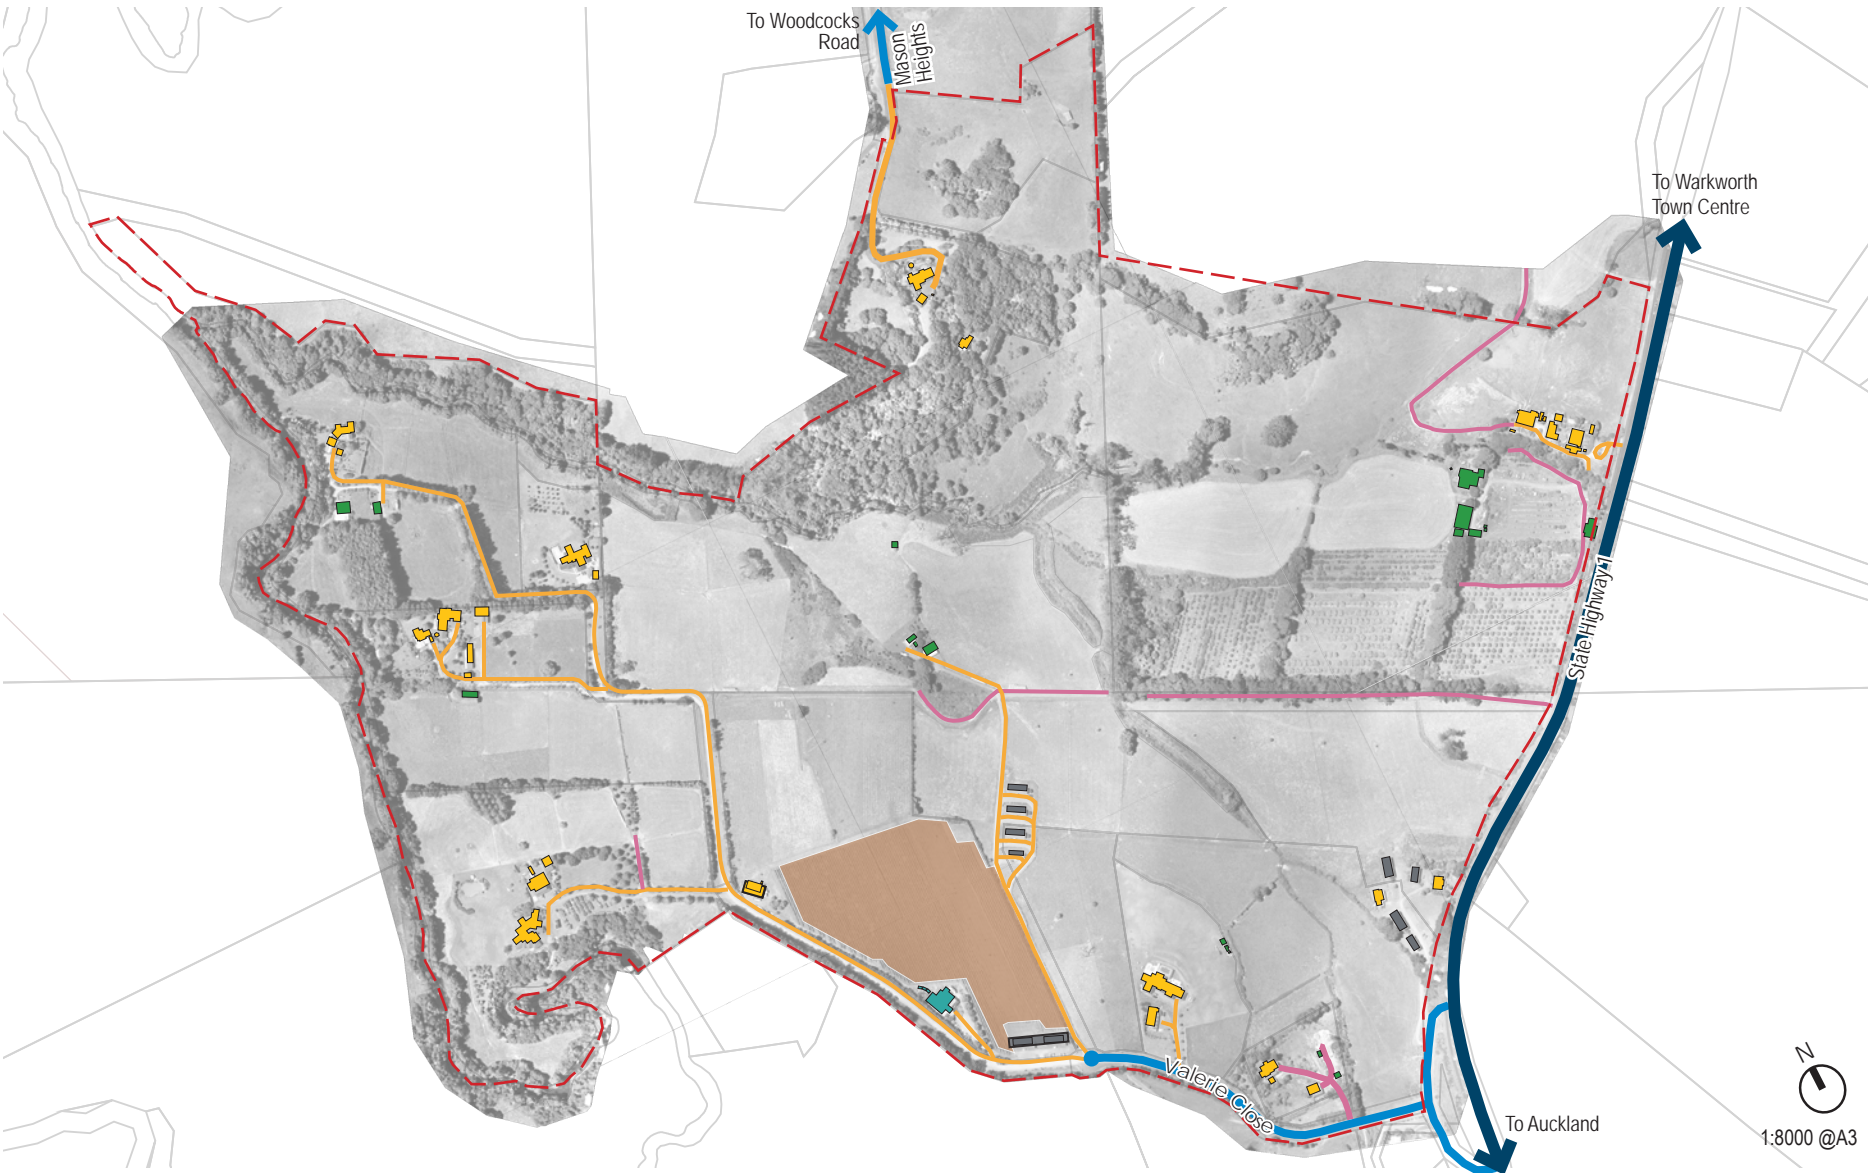 To Woodcocks
Road
Mason
Heights
To Warkworth
Town Centre
State Highway 1
Valerie Close
To Auckland
N
1:8000 @A3